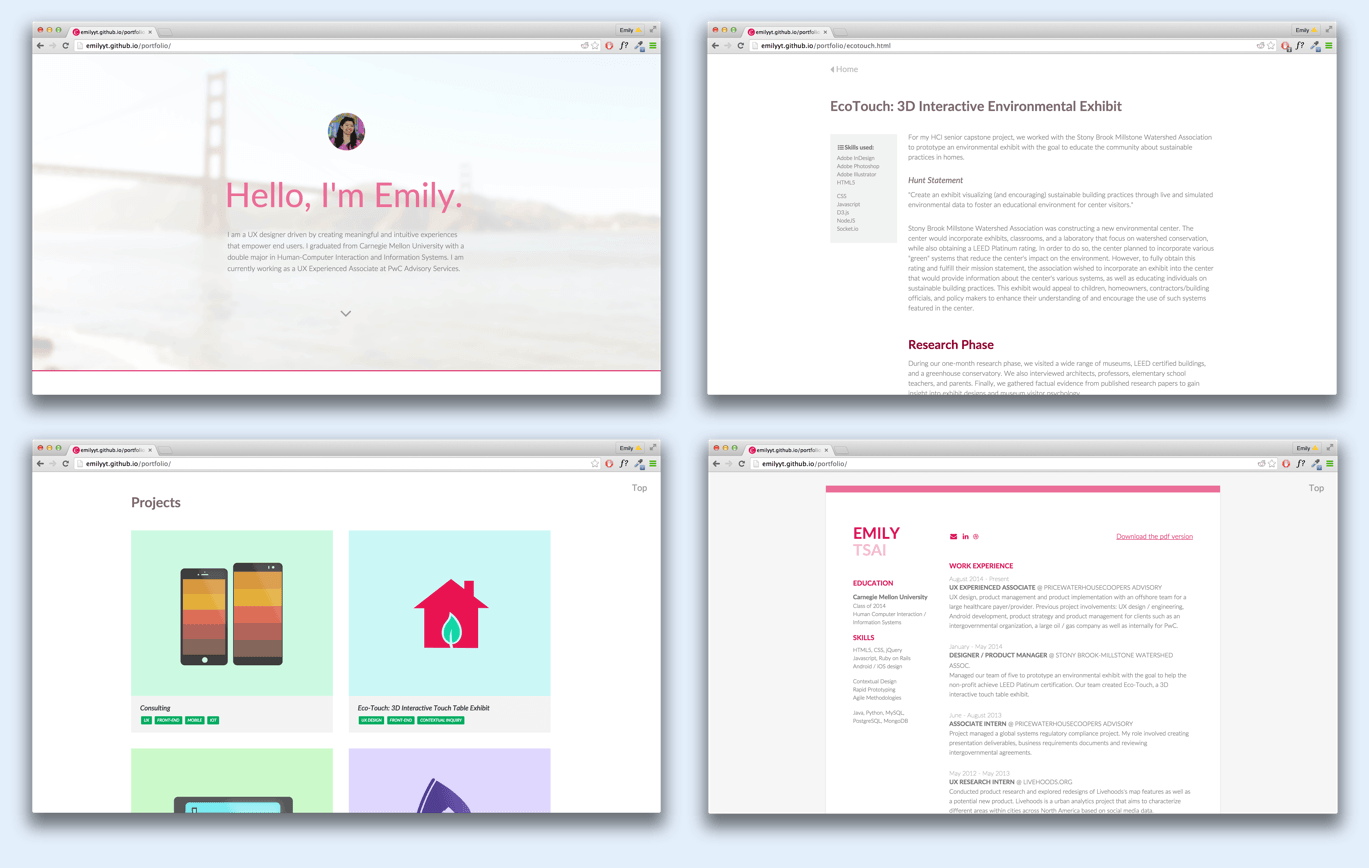 emilyyt.github.io/portfolio
Emily
emilyyt.github.io/portfolio/
Hello, I'm Emily.
I am a UX designer driven by creating meaningful and intuitive experiences
that empower end users. I graduated from Carnegie Mellon University with a
double major in Human-Computer Interaction and Information Systems. I am
currently working as a UX Experienced Associate at PwC Advisory Services.
emilyyt.github.io/portfolio
Emily
emilyyt.github.io/portfolio/ecotouch.html
f?
Home
EcoTouch: 3D Interactive Environmental Exhibit
Skills used:
Adobe InDesign
Adobe Photoshop
Adobe Illustrator
HTML5
CSS
Javascript
D3.js
NodeJS
Socket.io
For my HCI senior capstone project, we worked with the Stony Brook Millstone Watershed Association
to prototype an environmental exhibit with the goal to educate the community about sustainable
practices in homes.
Hunt Statement
"Create an exhibit visualizing (and encouraging) sustainable building practices through live and simulated
environmental data to foster an educational environment for center visitors."
Stony Brook Millstone Watershed Association was constructing a new environmental center. The
center would incorporate exhibits, classrooms, and a laboratory that focus on watershed conservation,
while also obtaining a LEED Platinum rating. In order to do so, the center planned to incorporate various
"green" systems that reduce the center's impact on the environment. However, to fully obtain this
rating and fulfill their mission statement, the association wished to incorporate an exhibit into the center
that would provide information about the center's various systems, as well as educating individuals on
sustainable building practices. This exhibit would appeal to children, homeowners, contractors/building
officials, and policy makers to enhance their understanding of and encourage the use of such systems
featured in the center.
Research Phase
During our one-month research phase, we visited a wide range of museums, LEED certified buildings,
and a greenhouse conservatory. We also interviewed architects, professors, elementary school
teachers, and parents. Finally, we gathered factual evidence from published research papers to gain
insight into exhibit designs and museum visitor psychology.
emilyyt.github.io/portfolio
Emily
emilyyt.github.io/portfolio/
f?
Top
Projects
Consulting
UX FRONT-END MOBILE IOT
Eco-Touch: 3D Interactive Touch Table Exhibit
UX DESIGN FRONT-END CONTEXTUAL INQUIRY
emilyyt.github.io/portfolio
Emily
emilyyt.github.io/portfolio/
f?
Top
EMILY
TSAI
in
Download the pdf version
EDUCATION
Carnegie Mellon University
Class of 2014
Human Computer Interaction /
Information Systems
SKILLS
HTML5, CSS, jQuery
Javascript, Ruby on Rails
Android / iOS design
Contextual Design
Rapid Prototyping
Agile Methodologies
Java, Python, MySQL,
PostgreSQL, MongoDB
WORK EXPERIENCE
August 2014 - Present
UX EXPERIENCED ASSOCIATE @ PRICEWATERHOUSECOOPERS ADVISORY
UX design, product management and product implementation with an offshore team for a
large healthcare payer/provider. Previous project involvements: UX design / engineering,
Android development, product strategy and product management for clients such as an
intergovernmental organization, a large oil / gas company as well as internally for PwC.
January - May 2014
DESIGNER / PRODUCT MANAGER @ STONY BROOK-MILLSTONE WATERSHED
ASSOC.
Managed our team of five to prototype an environmental exhibit with the goal to help the
non-profit achieve LEED Platinum certification. Our team created Eco-Touch, a 3D
interactive touch table exhibit.
June - August 2013
ASSOCIATE INTERN @ PRICEWATERHOUSECOOPERS ADVISORY
Project managed a global systems regulatory compliance project. My role involved creating
presentation deliverables, business requirements documents and reviewing
intergovernmental agreements.
May 2012 - May 2013
UX RESEARCH INTERN @ LIVEHOODS.ORG
Conducted product research and explored redesigns of Livehoods's map features as well as
a potential new product. Livehoods is a urban analytics project that aims to characterize
different areas within cities across North America based on social media data.